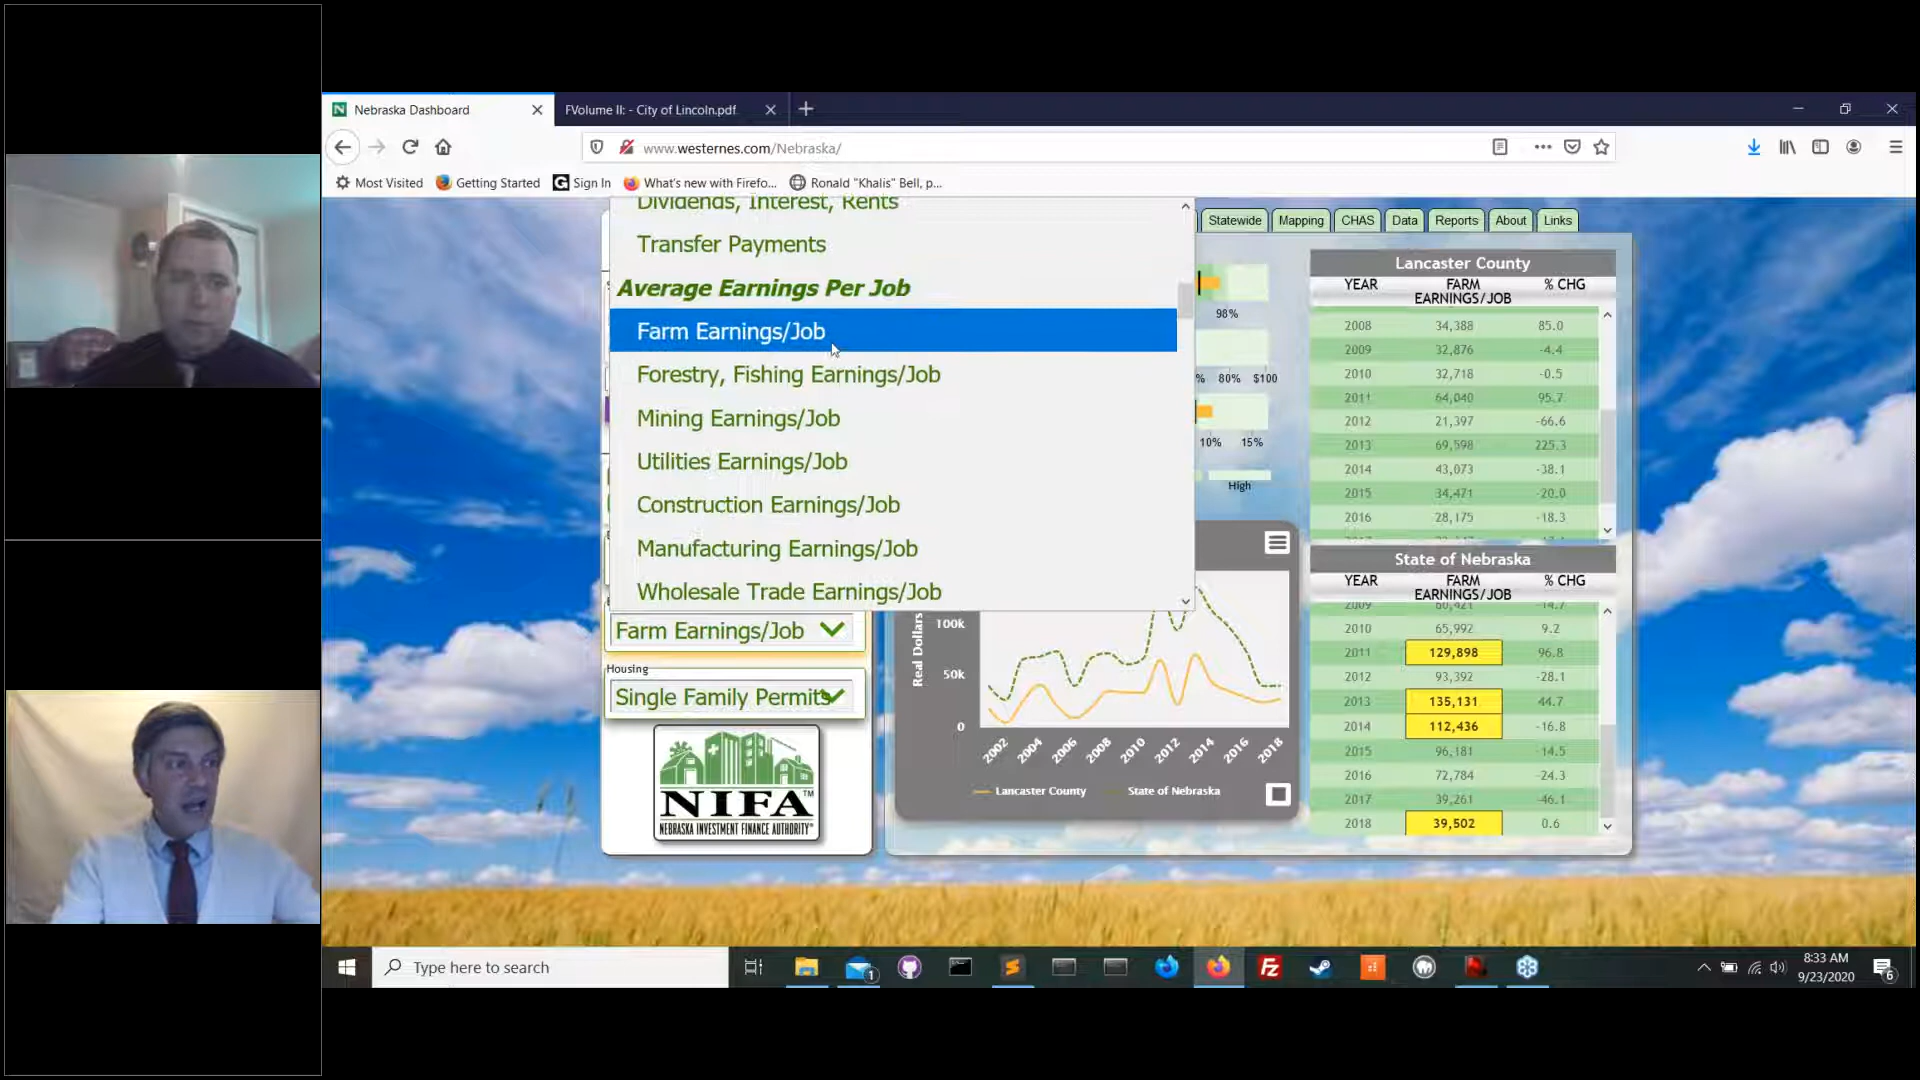 Nebraska Dashboard
FVolume II: - City of Lincoln.pdf
www.westernes.com/Nebraska/
Most Visited
Getting Started
Sign In
What's new with Firefo...
Ronald "Khalis" Bell, p...
Statewide
Mapping
CHAS
Data
Reports
About
Links
Dividends, Interest, Rents
Transfer Payments
Average Earnings Per Job
Farm Earnings/Job
Forestry, Fishing Earnings/Job
Mining Earnings/Job
Utilities Earnings/Job
Construction Earnings/Job
Manufacturing Earnings/Job
Wholesale Trade Earnings/Job
Farm Earnings/Job
Housing
Single Family Permits
NIFA™
NEBRASKA INVESTMENT FINANCE AUTHORITY
98%
% 80% $100
10% 15%
High
Real Dollars
100k
50k
0
2002 2004 2006 2008 2010 2012 2014 2016 2018
Lancaster County State of Nebraska
Lancaster County
YEAR FARM EARNINGS/JOB % CHG
2008 34,388 85.0
2009 32,876 -4.4
2010 32,718 -0.5
2011 64,040 95.7
2012 21,397 -66.6
2013 69,598 225.3
2014 43,073 -38.1
2015 34,471 -20.0
2016 28,175 -18.3
State of Nebraska
YEAR FARM EARNINGS/JOB % CHG
2009 60,421 -14.7
2010 65,992 9.2
2011 129,898 96.8
2012 93,392 -28.1
2013 135,131 44.7
2014 112,436 -16.8
2015 96,181 -14.5
2016 72,784 -24.3
2017 39,261 -46.1
2018 39,502 0.6
Type here to search
1
8:33 AM
9/23/2020
6